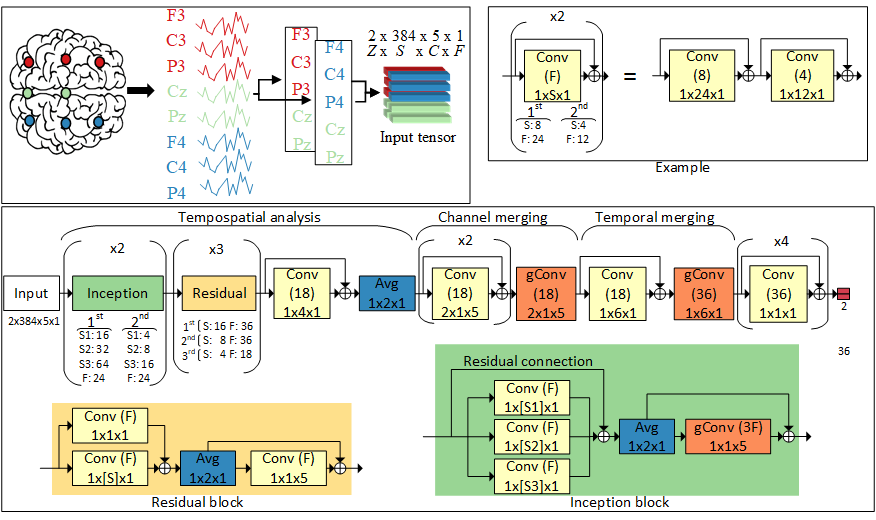 F3
C3
P3
Cz
Pz
F4
C4
P4
F3
C3
P3
Cz
Pz
F4
C4
P4
Cz
Pz
2 x 384 x 5 x 1
Z x S x C x F
Input tensor
x2
Conv
(F)
1xSx1
1st 2nd
S: 8 S:4
F: 24 F: 12
=
Conv
(8)
1x24x1
Conv
(4)
1x12x1
Example
Tempospatial analysis
Channel merging
Temporal merging
x2
x3
x2
x4
Input
2x384x5x1
Inception
1st 2nd
S1: 16 S1: 4
S2: 32 S2: 8
S3: 64 S3: 16
F: 24 F: 24
Residual
1st S: 16 F: 36
2nd S: 8 F: 36
3rd S: 4 F: 18
Conv
(18)
1x4x1
Avg
1x2x1
Conv
(18)
2x1x5
gConv
(18)
2x1x5
Conv
(18)
1x6x1
gConv
(36)
1x6x1
Conv
(36)
1x1x1
2
36
Conv (F)
1x1x1
Conv (F)
1x[S]x1
Avg
1x2x1
Conv (F)
1x1x5
Residual block
Residual connection
Conv (F)
1x[S1]x1
Conv (F)
1x[S2]x1
Conv (F)
1x[S3]x1
Avg
1x2x1
gConv (3F)
1x1x5
Inception block